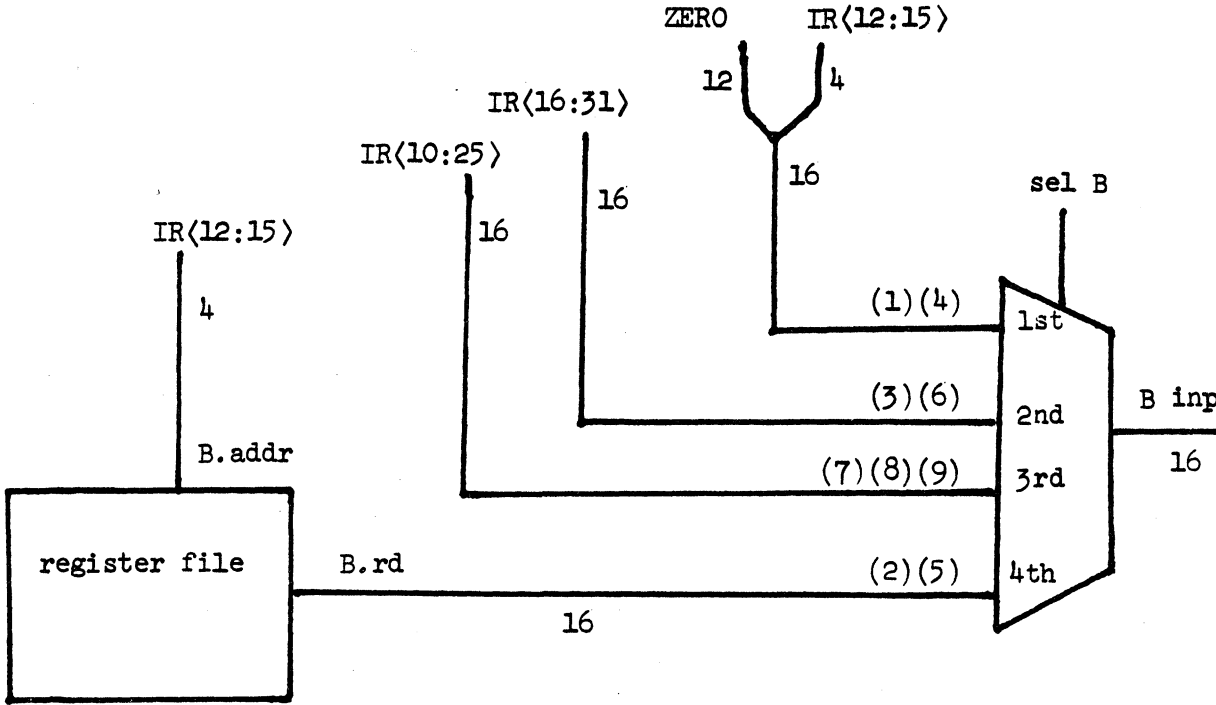 ZERO
IR⟨12:15⟩
12
4
IR⟨16:31⟩
IR⟨10:25⟩
16
16
16
sel B
IR⟨12:15⟩
4
(1)(4)
1st
(3)(6)
2nd
B inp
16
B.addr
(7)(8)(9)
3rd
register file
B.rd
(2)(5)
4th
16